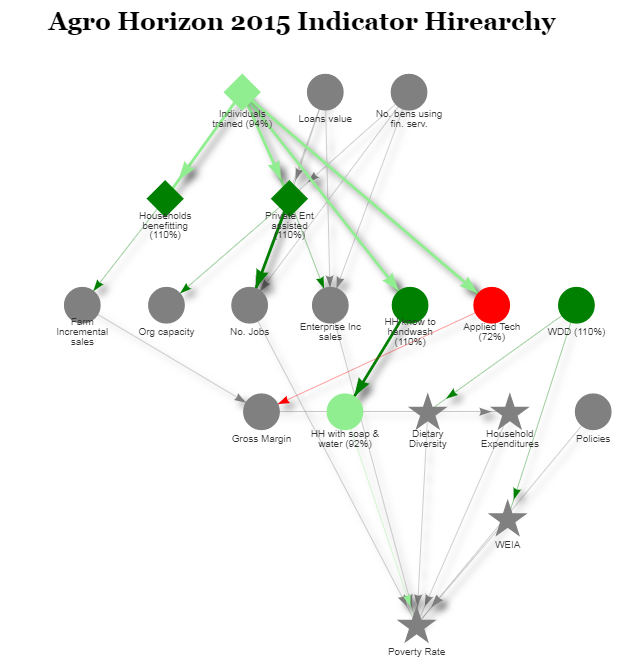 Agro Horizon 2015 Indicator Hirearchy
Individuals
trained (94%)
Loans value
No. bens using
fin. serv.
Households
benefitting
(110%)
Private Ent
assisted
(110%)
Farm
Incremental
sales
Org capacity
No. Jobs
Enterprise Inc
sales
HH know to
handwash
(110%)
Applied Tech
(72%)
WDD (110%)
Gross Margin
HH with soap &
water (92%)
Dietary
Diversity
Household
Expenditures
Policies
WEIA
Poverty Rate